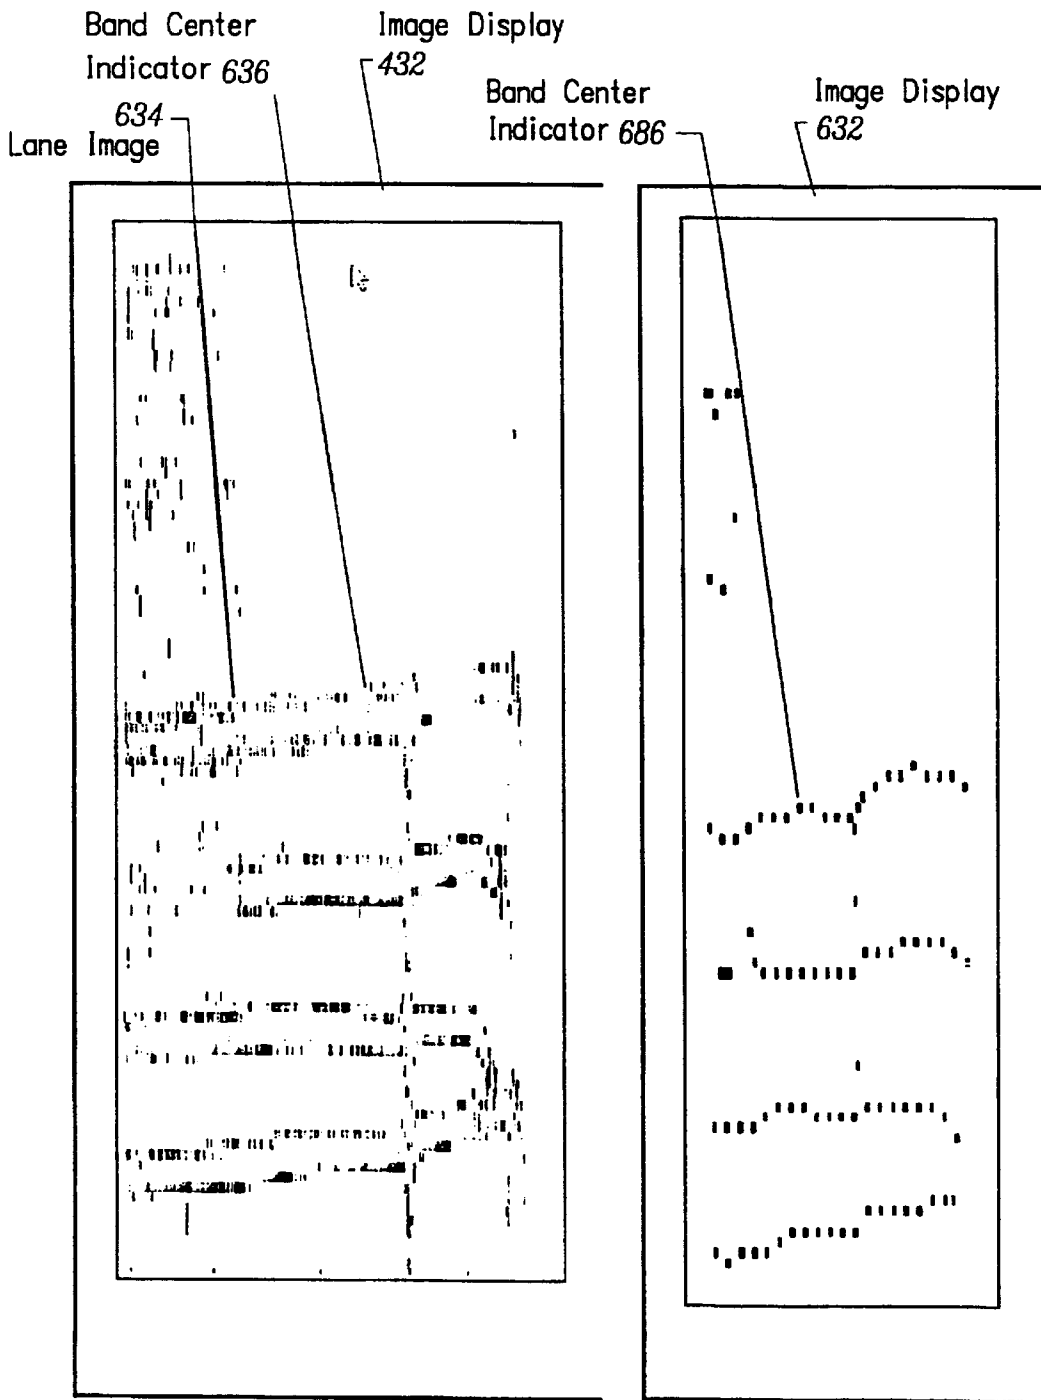 Band Center
Indicator 636
Image Display
432
634
Lane Image
Band Center
Indicator 686
Image Display
632